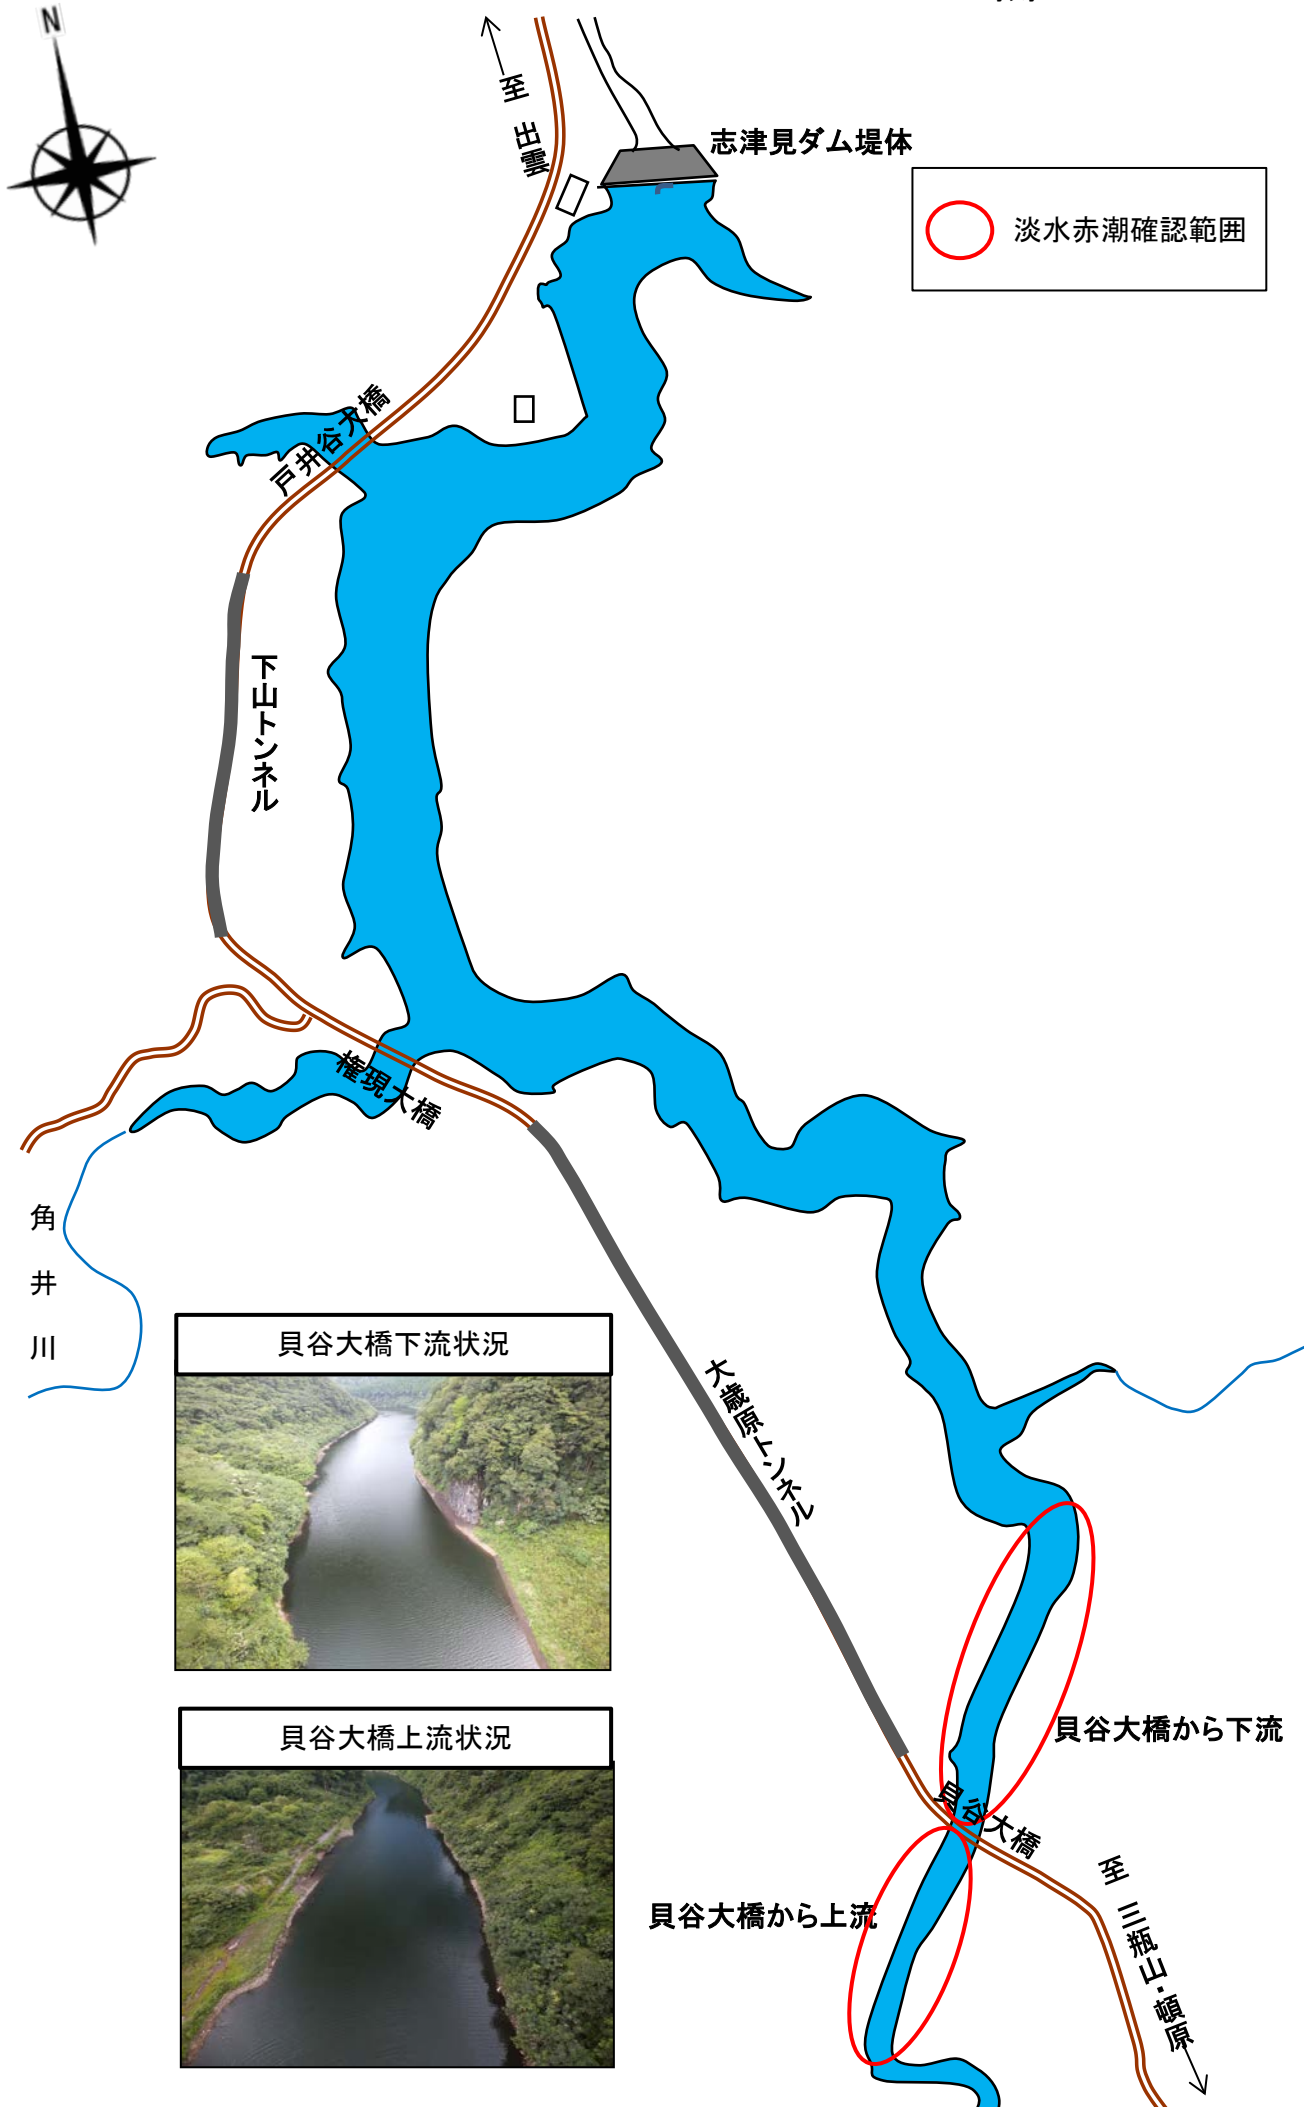 N
至 出雲
志津見ダム堤体
淡水赤潮確認範囲
戸井谷大橋
下山トンネル
権現大橋
角井川
貝谷大橋下流状況
大歳原トンネル
貝谷大橋上流状況
貝谷大橋から下流
貝谷大橋
貝谷大橋から上流
至 三瓶山・頓原